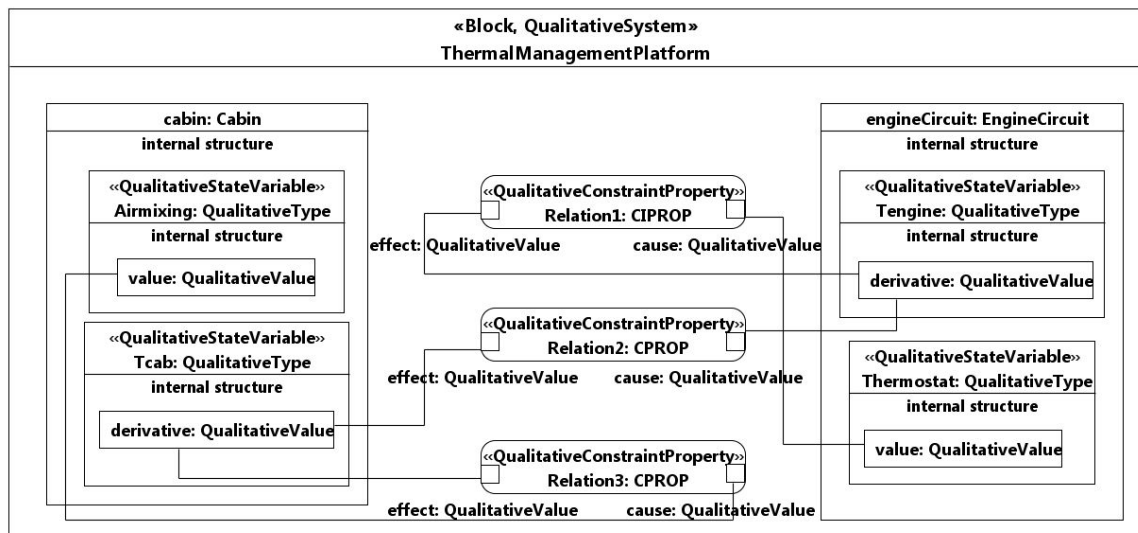 «Block, QualitativeSystem»
ThermalManagementPlatform
cabin: Cabin
internal structure
«QualitativeStateVariable»
Airmixing: QualitativeType
internal structure
value: QualitativeValue
«QualitativeStateVariable»
Tcab: QualitativeType
internal structure
derivative: QualitativeValue
«QualitativeConstraintProperty»
Relation1: CIPROP
effect: QualitativeValue
cause: QualitativeValue
«QualitativeConstraintProperty»
Relation2: CPROP
effect: QualitativeValue
cause: QualitativeValue
«QualitativeConstraintProperty»
Relation3: CPROP
effect: QualitativeValue
cause: QualitativeValue
engineCircuit: EngineCircuit
internal structure
«QualitativeStateVariable»
Tengine: QualitativeType
internal structure
derivative: QualitativeValue
«QualitativeStateVariable»
Thermostat: QualitativeType
internal structure
value: QualitativeValue